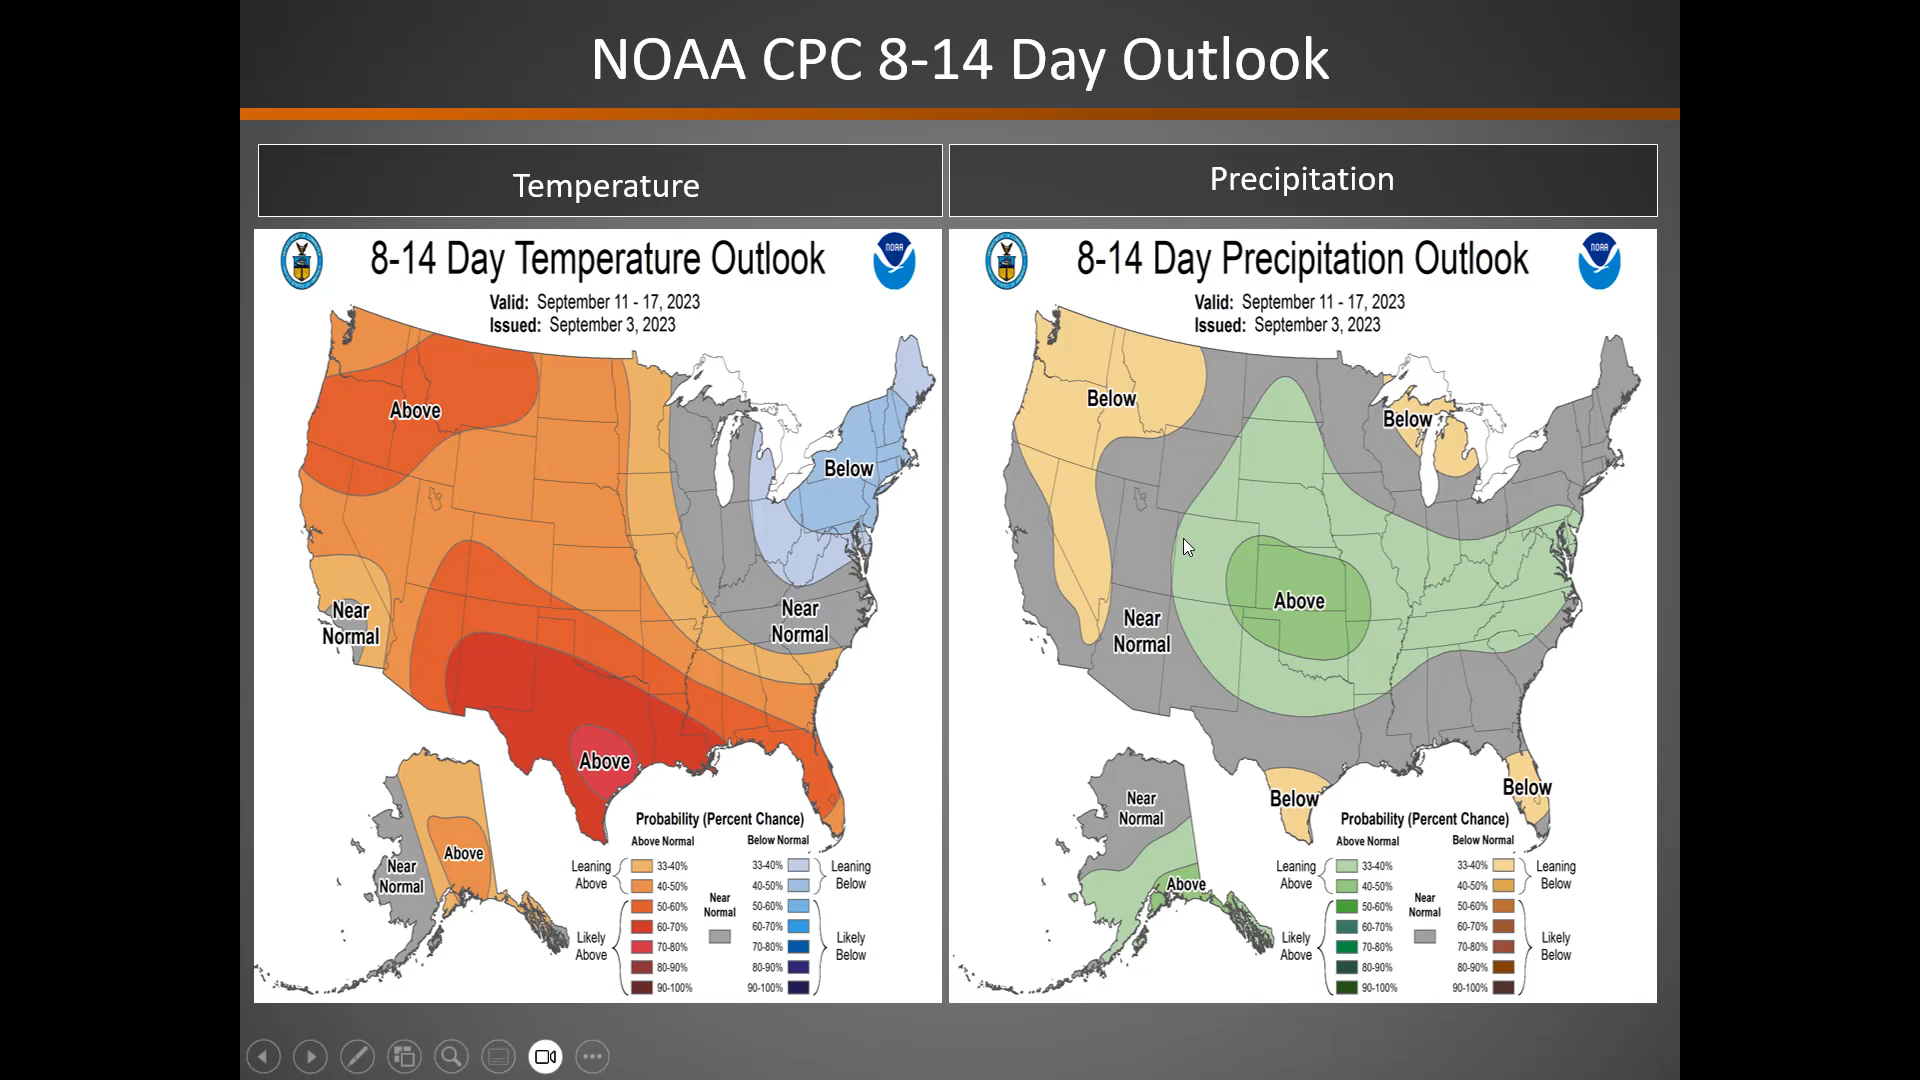 NOAA CPC 8-14 Day Outlook
Temperature
8-14 Day Temperature Outlook
NOAA
Valid: September 11 - 17, 2023
Issued: September 3, 2023
Above
Below
Near
Normal
Near
Normal
Above
Above
Near
Normal
Probability (Percent Chance)
Above Normal
Below Normal
Leaning
Above
33-40%
40-50%
Likely
Above
50-60%
60-70%
70-80%
80-90%
90-100%
Near
Normal
33-40%
40-50%
Leaning
Below
50-60%
60-70%
70-80%
80-90%
90-100%
Likely
Below
Precipitation
8-14 Day Precipitation Outlook
NOAA
Valid: September 11 - 17, 2023
Issued: September 3, 2023
Below
Below
Above
Near
Normal
Below
Below
Near
Normal
Above
Probability (Percent Chance)
Above Normal
Below Normal
Leaning
Above
33-40%
40-50%
Likely
Above
50-60%
60-70%
70-80%
80-90%
90-100%
Near
Normal
33-40%
40-50%
Leaning
Below
50-60%
60-70%
70-80%
80-90%
90-100%
Likely
Below